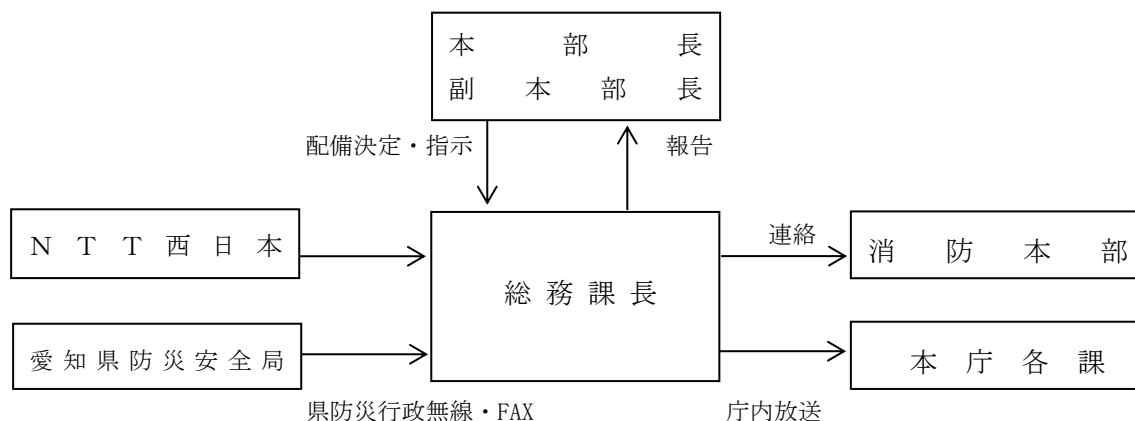 本部長
副本部長
配備決定・指示
報告
NTT西日本
連絡
消防本部
総務課長
愛知県防災安全局
本庁各課
県防災行政無線・FAX
庁内放送